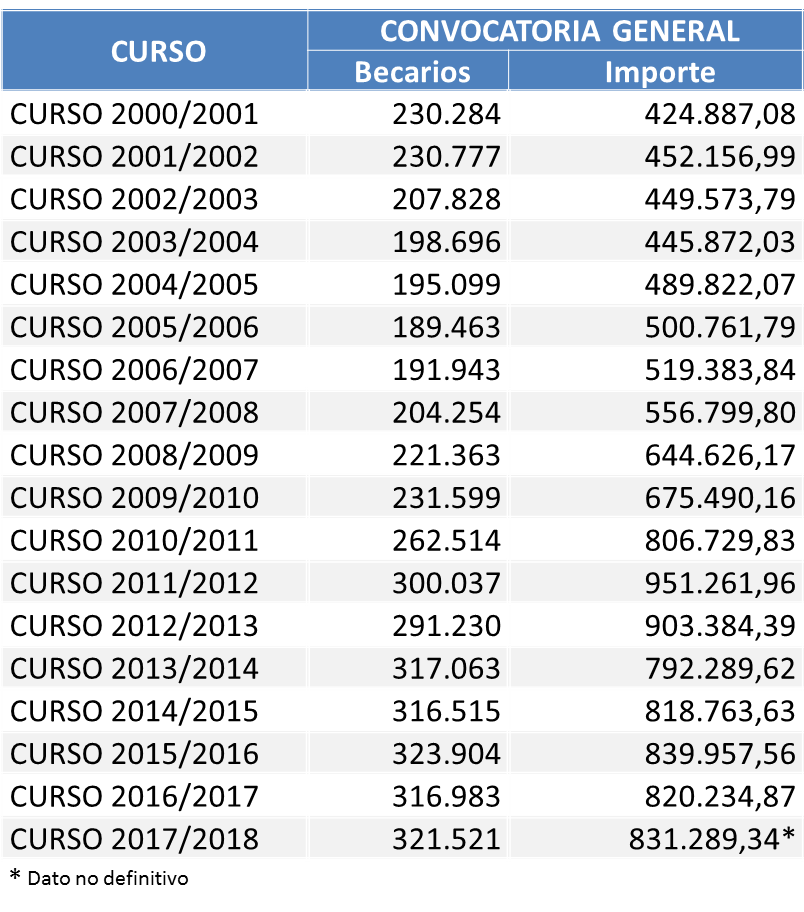 CURSO CONVOCATORIA GENERAL
Becarios Importe
CURSO 2000/2001 230.284 424.887,08
CURSO 2001/2002 230.777 452.156,99
CURSO 2002/2003 207.828 449.573,79
CURSO 2003/2004 198.696 445.872,03
CURSO 2004/2005 195.099 489.822,07
CURSO 2005/2006 189.463 500.761,79
CURSO 2006/2007 191.943 519.383,84
CURSO 2007/2008 204.254 556.799,80
CURSO 2008/2009 221.363 644.626,17
CURSO 2009/2010 231.599 675.490,16
CURSO 2010/2011 262.514 806.729,83
CURSO 2011/2012 300.037 951.261,96
CURSO 2012/2013 291.230 903.384,39
CURSO 2013/2014 317.063 792.289,62
CURSO 2014/2015 316.515 818.763,63
CURSO 2015/2016 323.904 839.957,56
CURSO 2016/2017 316.983 820.234,87
CURSO 2017/2018 321.521 831.289,34*
* Dato no definitivo